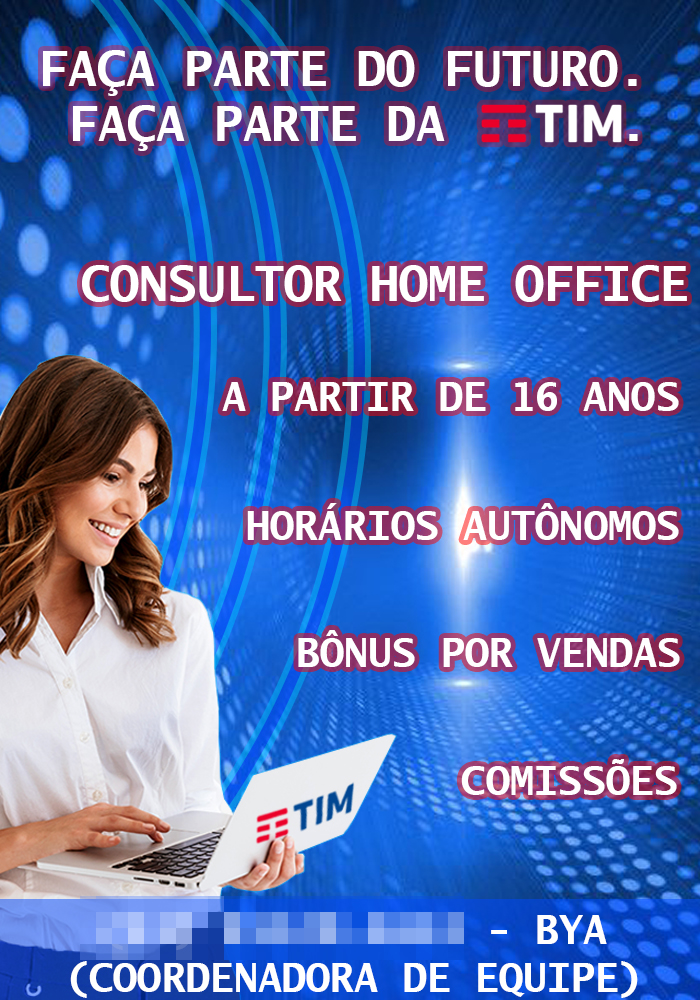 FAÇA PARTE DO FUTURO.
FAÇA PARTE DA TIM.
CONSULTOR HOME OFFICE
A PARTIR DE 16 ANOS
HORÁRIOS AUTÔNOMOS
BÔNUS POR VENDAS
COMISSÕES
TIM
- BYA
(COORDENADORA DE EQUIPE)